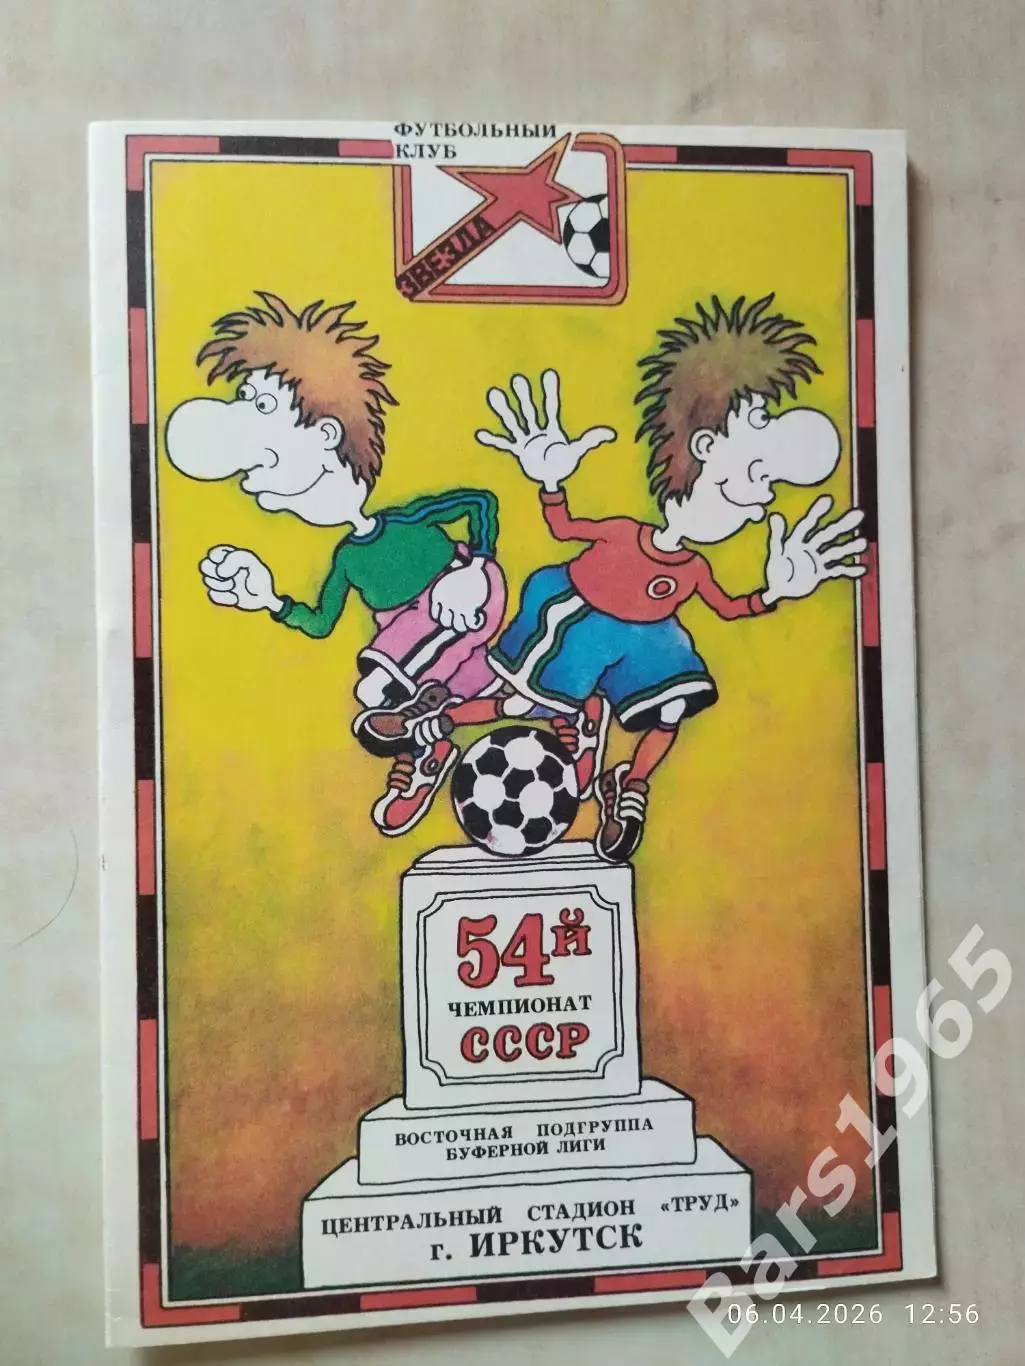 ФУТБОЛЬНЫЙ
КЛУБ
ЗВЕЗДА
54й
С
ЧЕМПИОНАТ
СССР
ВОСТОЧНАЯ ПОДГРУППА
БУФЕРНОЙ ЛИГИ
ЦЕНТРАЛЬНЫЙ СТАДИОН «ТРУД»
г. ИРКУТСК
Bars1965
06.04.2026 12:56